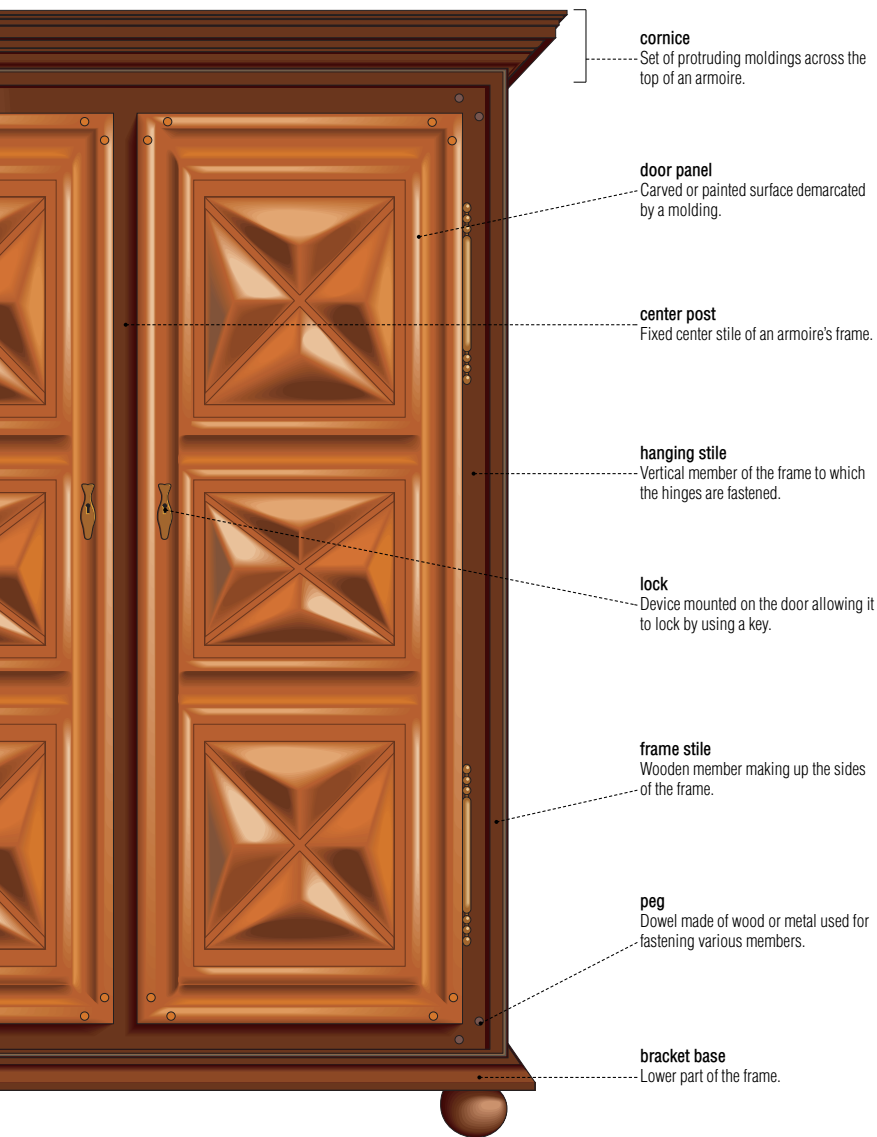 cornice
Set of protruding moldings across the
top of an armoire.
door panel
Carved or painted surface demarcated
by a molding.
center post
Fixed center stile of an armoire’s frame.
hanging stile
Vertical member of the frame to which
the hinges are fastened.
lock
Device mounted on the door allowing it
to lock by using a key.
frame stile
Wooden member making up the sides
of the frame.
peg
Dowel made of wood or metal used for
fastening various members.
bracket base
Lower part of the frame.